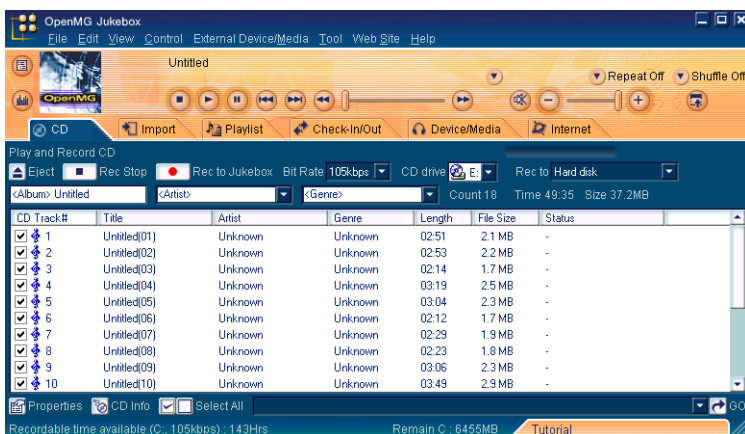 OpenMG Jukebox
File Edit View Control External Device/Media Tool Web Site Help
Untitled
OpenMG
Repeat Off Shuffle Off
CD Import Playlist Check-In/Out Device/Media Internet
Play and Record CD
Eject Rec Stop Rec to Jukebox Bit Rate 105kbps CD drive E: Rec to Hard disk
<Album> Untitled <Artist> <Genre> Count 18 Time 49:35 Size 37.2MB
CD Track# Title Artist Genre Length File Size Status
1 Untitled(01) Unknown Unknown 02:51 2.1 MB -
2 Untitled(02) Unknown Unknown 02:53 2.2 MB -
3 Untitled(03) Unknown Unknown 02:14 1.7 MB -
4 Untitled(04) Unknown Unknown 03:19 2.5 MB -
5 Untitled(05) Unknown Unknown 03:04 2.3 MB -
6 Untitled(06) Unknown Unknown 02:12 1.7 MB -
7 Untitled(07) Unknown Unknown 02:29 1.9 MB -
8 Untitled(08) Unknown Unknown 02:23 1.8 MB -
9 Untitled(09) Unknown Unknown 03:06 2.3 MB -
10 Untitled(10) Unknown Unknown 03:49 2.9 MB -
Properties CD Info Select All GO
Recordable time available (C:, 105kbps) : 143Hrs Remain C : 6455MB Tutorial